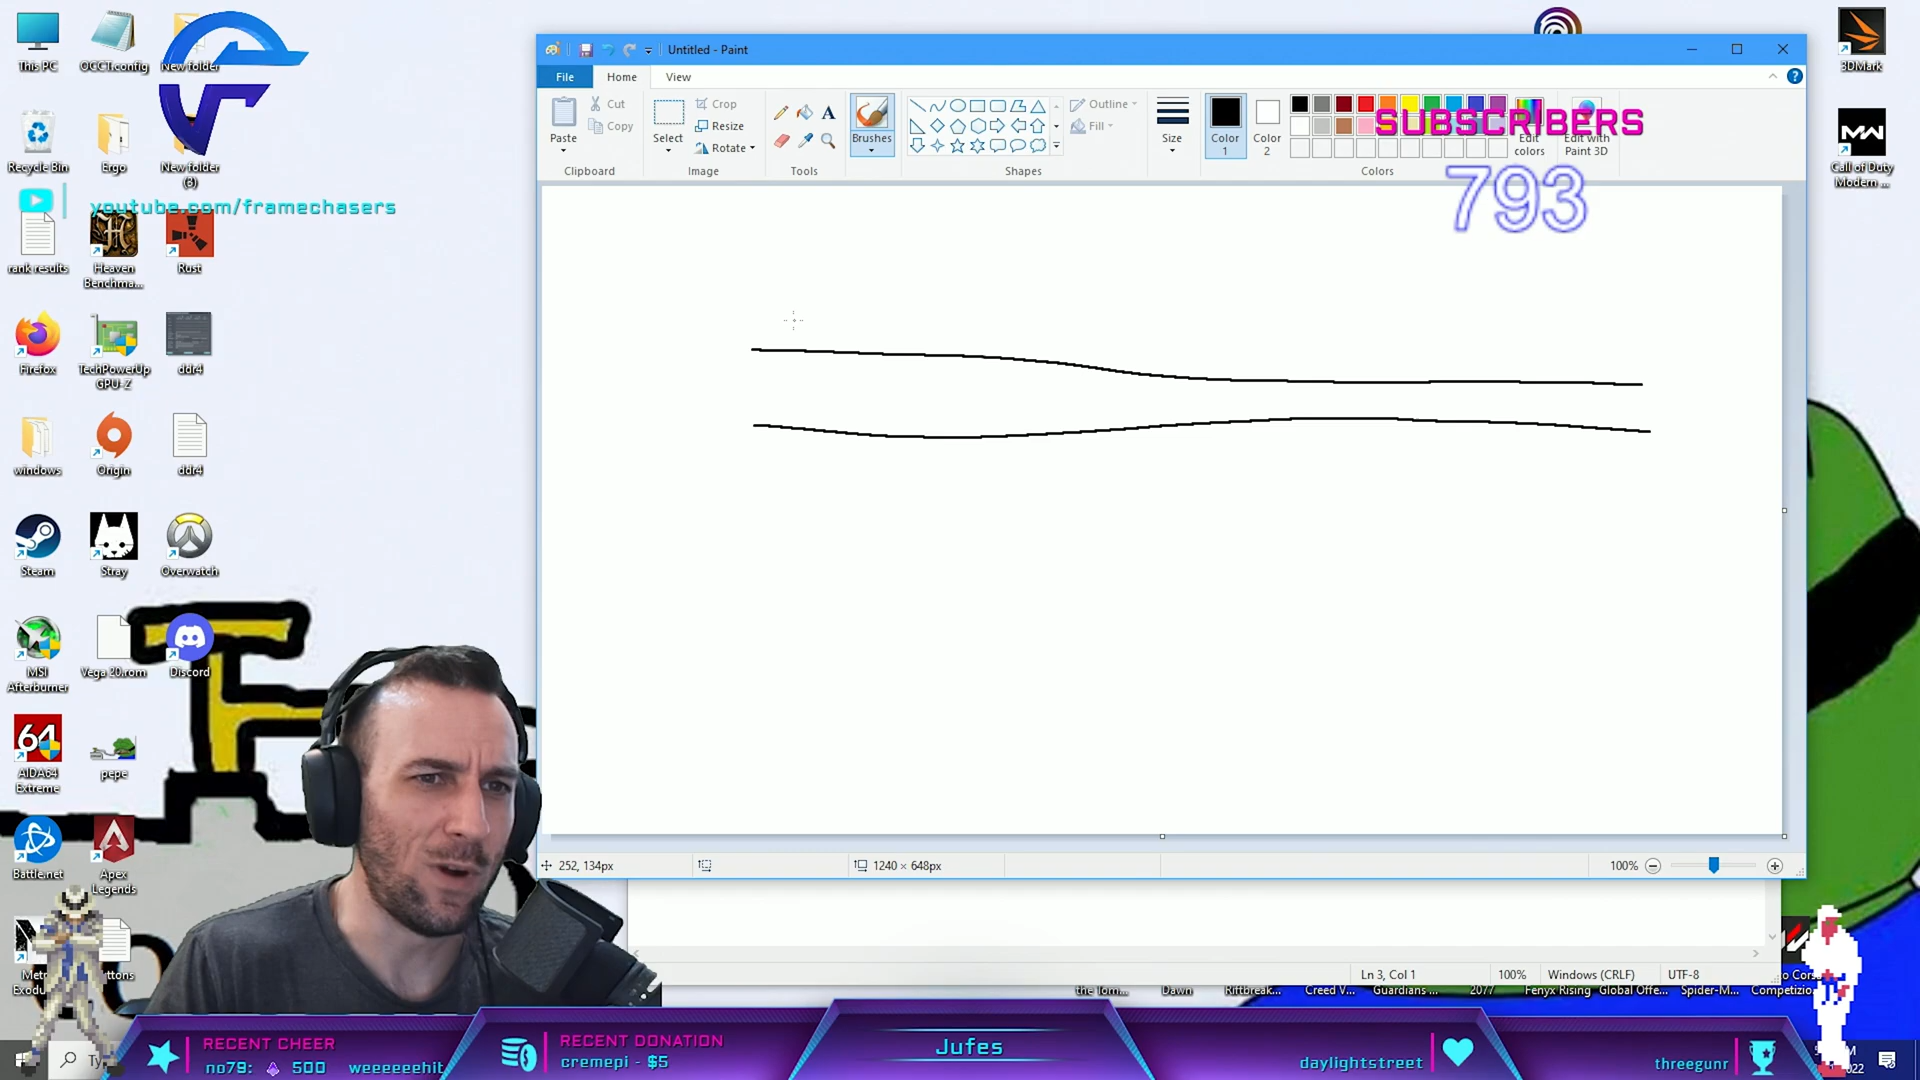 This PC
OCCT.config
New folder
Recycle Bin
Ergo
New folder
(3)
youtube.com/framechasers
rank results
Heaven
Benchma...
Rust
Firefox
TechPowerUp
GPU-Z
ddr4
windows
Origin
ddr4
Steam
Stray
Overwatch
MSI
Afterburner
Vega 20.rom
Discord
64
AIDA64
Extreme
pepe
Battle.net
Apex
Legends
Untitled - Paint
File
Home
View
Paste
Cut
Copy
Clipboard
Select
Crop
Resize
Rotate
Image
A
Tools
Brushes
Shapes
Outline
Fill
Size
Color
1
Color
2
Edit
colors
Edit with
Paint 3D
Colors
SUBSCRIBERS
793
252, 134px
1240 × 648px
100%
3DMark
Call of Duty
Modern ...
Ln 3, Col 1
100%
Windows (CRLF)
UTF-8
the Tom...
Dawn
Riftbreak...
Creed V...
Guardians ...
2077
Fenyx Rising
Global Offe...
Spider-M...
Competizio
RECENT CHEER
no79: 500 weeeeeehit
RECENT DONATION
cremepi - $5
Jufes
daylightstreet
threegunr